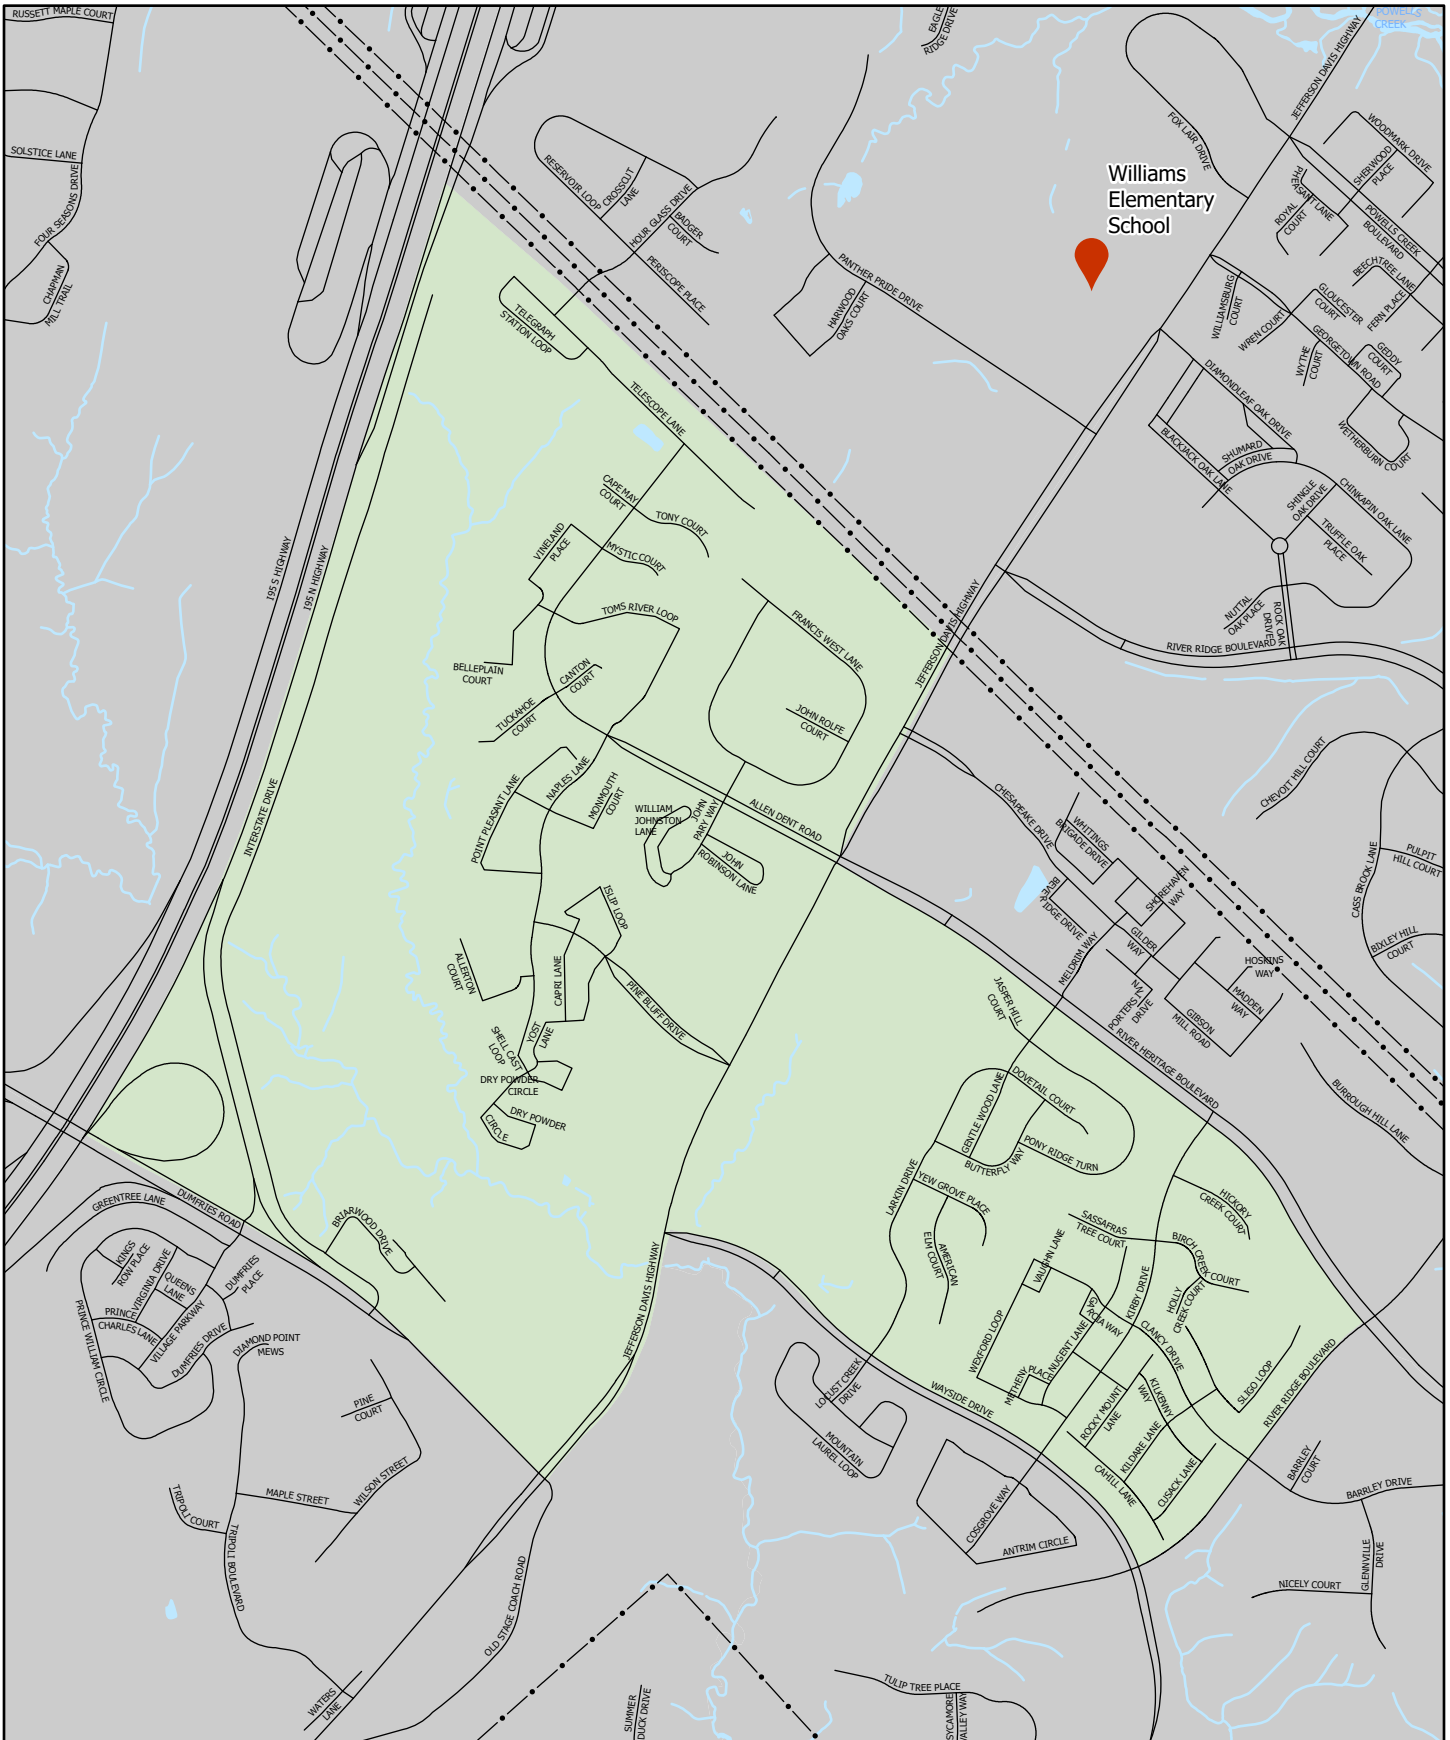 RUSSETT MAPLE COURT
EAGLE
RIDGE DRIVE
POWELLS
CREEK
JEFFERSON DAVIS HIGHWAY
SOLSTICE LANE
FOUR SEASONS DRIVE
CHAPMAN
MILL TRAIL
RESERVOIR LOOP
CROSSCUT
LANE
HOUR GLASS DRIVE
BADGER
COURT
PERISCOPE PLACE
FOX LAIR DRIVE
WOODMARK DRIVE
SHERWOOD
PLACE
PHEASANT LANE
ROYAL
COURT
POWELLS CREEK
BOULEVARD
Williams
Elementary
School
PANTHER PRIDE DRIVE
HARWOOD
OAKS COURT
BEECHTREE LANE
FERN PLACE
WILLIAMSBURG
COURT
GLOUCESTER
COURT
WREN COURT
WYTHE
COURT
GEORGETOWN ROAD
GEDDY
COURT
WETHERBURN COURT
TELEGRAPH
STATION LOOP
TELESCOPE LANE
DIAMONDLEAF OAK DRIVE
BLACKJACK OAK LANE
SHUMARD
OAK DRIVE
SHINGLE
OAK DRIVE
CHINKAPIN OAK LANE
TRUFFLE OAK
PLACE
NUTTAL
OAK PLACE
ROCK OAK
DRIVE
RIVER RIDGE BOULEVARD
CAPE MAY
COURT
TONY COURT
VINELAND
PLACE
MYSTIC COURT
TOMS RIVER LOOP
195 S HIGHWAY
195 N HIGHWAY
BELLEPLAIN
COURT
CANTON
COURT
TUCKAHOE
COURT
FRANCIS WEST LANE
JOHN ROLFE
COURT
JEFFERSON DAVIS HIGHWAY
CHEVOIT HILL COURT
INTERSTATE DRIVE
POINT PLEASANT LANE
NAPLES LANE
MONMOUTH
COURT
WILLIAM
JOHNSTON
LANE
JOHN
PARY WAY
JOHN
ROBINSON LANE
ALLEN DENT ROAD
CHESAPEAKE DRIVE
WHITINGS
BRIGADE DRIVE
SHOREHAVEN
WAY
BEVERIDGE DRIVE
GILDER
WAY
MELDRIM WAY
HOSKINS
WAY
MADDEN
WAY
PORTERS INN
DRIVE
GIBSON
MILL ROAD
CASS BROOK LANE
PULPIT
HILL COURT
BIXLEY HILL
COURT
ISLIP LOOP
ALLERTON
COURT
CAPRI LANE
PINE BLUFF DRIVE
YOST
LANE
SHELL CAST
LOOP
DRY POWDER
CIRCLE
DRY POWDER
CIRCLE
JASPER HILL
COURT
RIVER HERITAGE BOULEVARD
BURROUGH HILL LANE
DOVETAIL COURT
GENTLE WOOD LANE
BUTTERFLY WAY
PONY RIDGE TURN
LARKIN DRIVE
YEW GROVE PLACE
AMERICAN
ELM COURT
HICKORY
CREEK COURT
SASSAFRAS
TREE COURT
BIRCH CREEK
COURT
HOLLY
CREEK COURT
KIRBY DRIVE
VAUGHN LANE
GARCIA WAY
CLANCY DRIVE
WEXFORD LOOP
NUGENT LANE
METHENY
PLACE
ROCKY MOUNT
LANE
KILKENNY
WAY
KILDARE LANE
CUSACK LANE
CAHILL LANE
SLIGO LOOP
RIVER RIDGE BOULEVARD
GREENTREE LANE
DUMFRIES ROAD
BRIARWOOD DRIVE
KINGS
ROW PLACE
VIRGINIA DRIVE
QUEENS
LANE
PRINCE
CHARLES LANE
VILLAGE PARKWAY
PRINCE WILLIAM CIRCLE
DUMFRIES
PLACE
DUMFRIES DRIVE
DIAMOND POINT
MEWS
JEFFERSON DAVIS HIGHWAY
PINE
COURT
WILSON STREET
MAPLE STREET
TRIPOLI COURT
TRIPOLI BOULEVARD
WATERS
LANE
OLD STAGE COACH ROAD
LOCUST CREEK
DRIVE
MOUNTAIN
LAUREL LOOP
WAYSIDE DRIVE
COSGROVE WAY
ANTRIM CIRCLE
BARRLEY
COURT
BARRLEY DRIVE
GLENNVILLE
DRIVE
NICELY COURT
TULIP TREE PLACE
SYCAMORE
VALLEY WAY
SUMMER
DUCK DRIVE